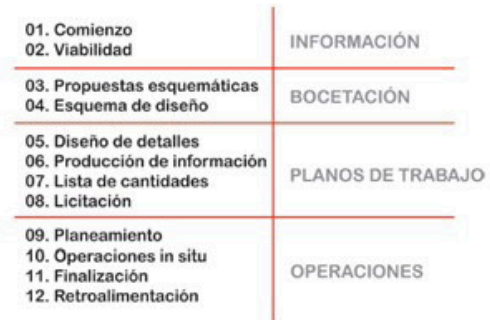 01. Comienzo
02. Viabilidad
INFORMACIÓN
03. Propuestas esquemáticas
04. Esquema de diseño
BOCETACIÓN
05. Diseño de detalles
06. Producción de información
07. Lista de cantidades
08. Licitación
PLANOS DE TRABAJO
09. Planeamiento
10. Operaciones in situ
11. Finalización
12. Retroalimentación
OPERACIONES